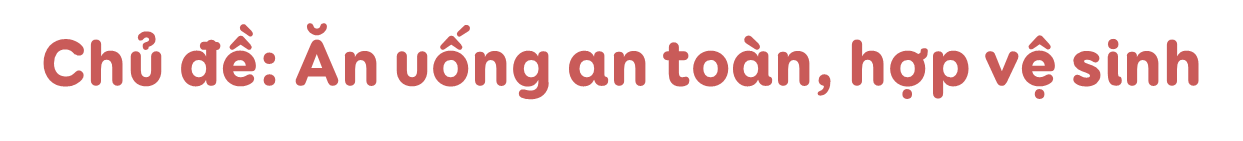 Chủ đề: Ăn uống an toàn, hợp vệ sinh